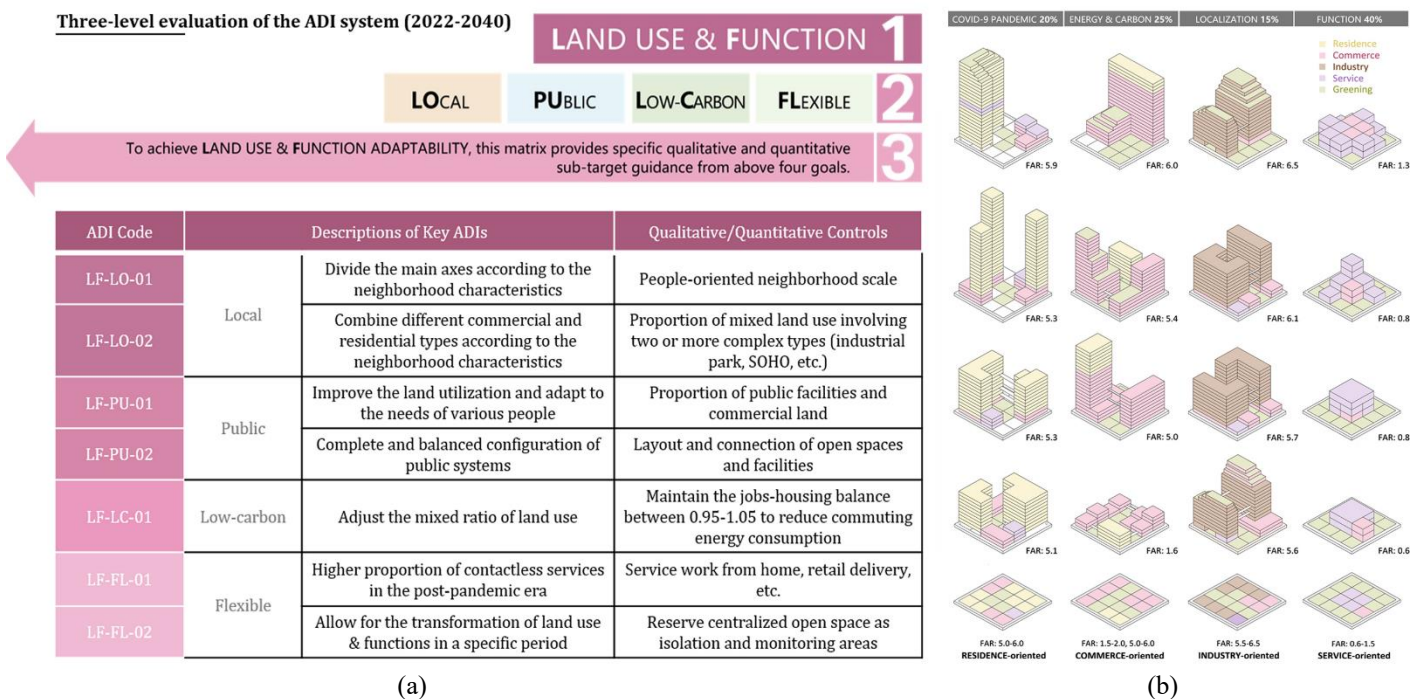 Three-level evaluation of the ADI system (2022-2040)
LAND USE & FUNCTION 1
LOCAL PUBLIC LOW-CARBON FLEXIBLE 2
To achieve LAND USE & FUNCTION ADAPTABILITY, this matrix provides specific qualitative and quantitative
sub-target guidance from above four goals.
3
ADI Code Descriptions of Key ADIs Qualitative/Quantitative Controls
LF-LO-01
Local
Divide the main axes according to the
neighborhood characteristics
People-oriented neighborhood scale
LF-LO-02
Combine different commercial and
residential types according to the
neighborhood characteristics
Proportion of mixed land use involving
two or more complex types (industrial
park, SOHO, etc.)
LF-PU-01
Public
Improve the land utilization and adapt to
the needs of various people
Proportion of public facilities and
commercial land
LF-PU-02
Complete and balanced configuration of
public systems
Layout and connection of open spaces
and facilities
LF-LC-01
Low-carbon
Adjust the mixed ratio of land use
Maintain the jobs-housing balance
between 0.95-1.05 to reduce commuting
energy consumption
LF-FL-01
Flexible
Higher proportion of contactless services
in the post-pandemic era
Service work from home, retail delivery,
etc.
LF-FL-02
Allow for the transformation of land use
& functions in a specific period
Reserve centralized open space as
isolation and monitoring areas
(a)
COVID-9 PANDEMIC 20% ENERGY & CARBON 25% LOCALIZATION 15% FUNCTION 40%
Residence
Commerce
Industry
Service
Greening
FAR: 5.9 FAR: 6.0 FAR: 6.5 FAR: 1.3
FAR: 5.3 FAR: 5.4 FAR: 6.1 FAR: 0.8
FAR: 5.3 FAR: 5.0 FAR: 5.7 FAR: 0.8
FAR: 5.1 FAR: 1.6 FAR: 5.6 FAR: 0.6
FAR: 5.0-6.0 FAR: 1.5-2.0, 5.0-6.0 FAR: 5.5-6.5 FAR: 0.6-1.5
RESIDENCE-oriented COMMERCE-oriented INDUSTRY-oriented SERVICE-oriented
(b)